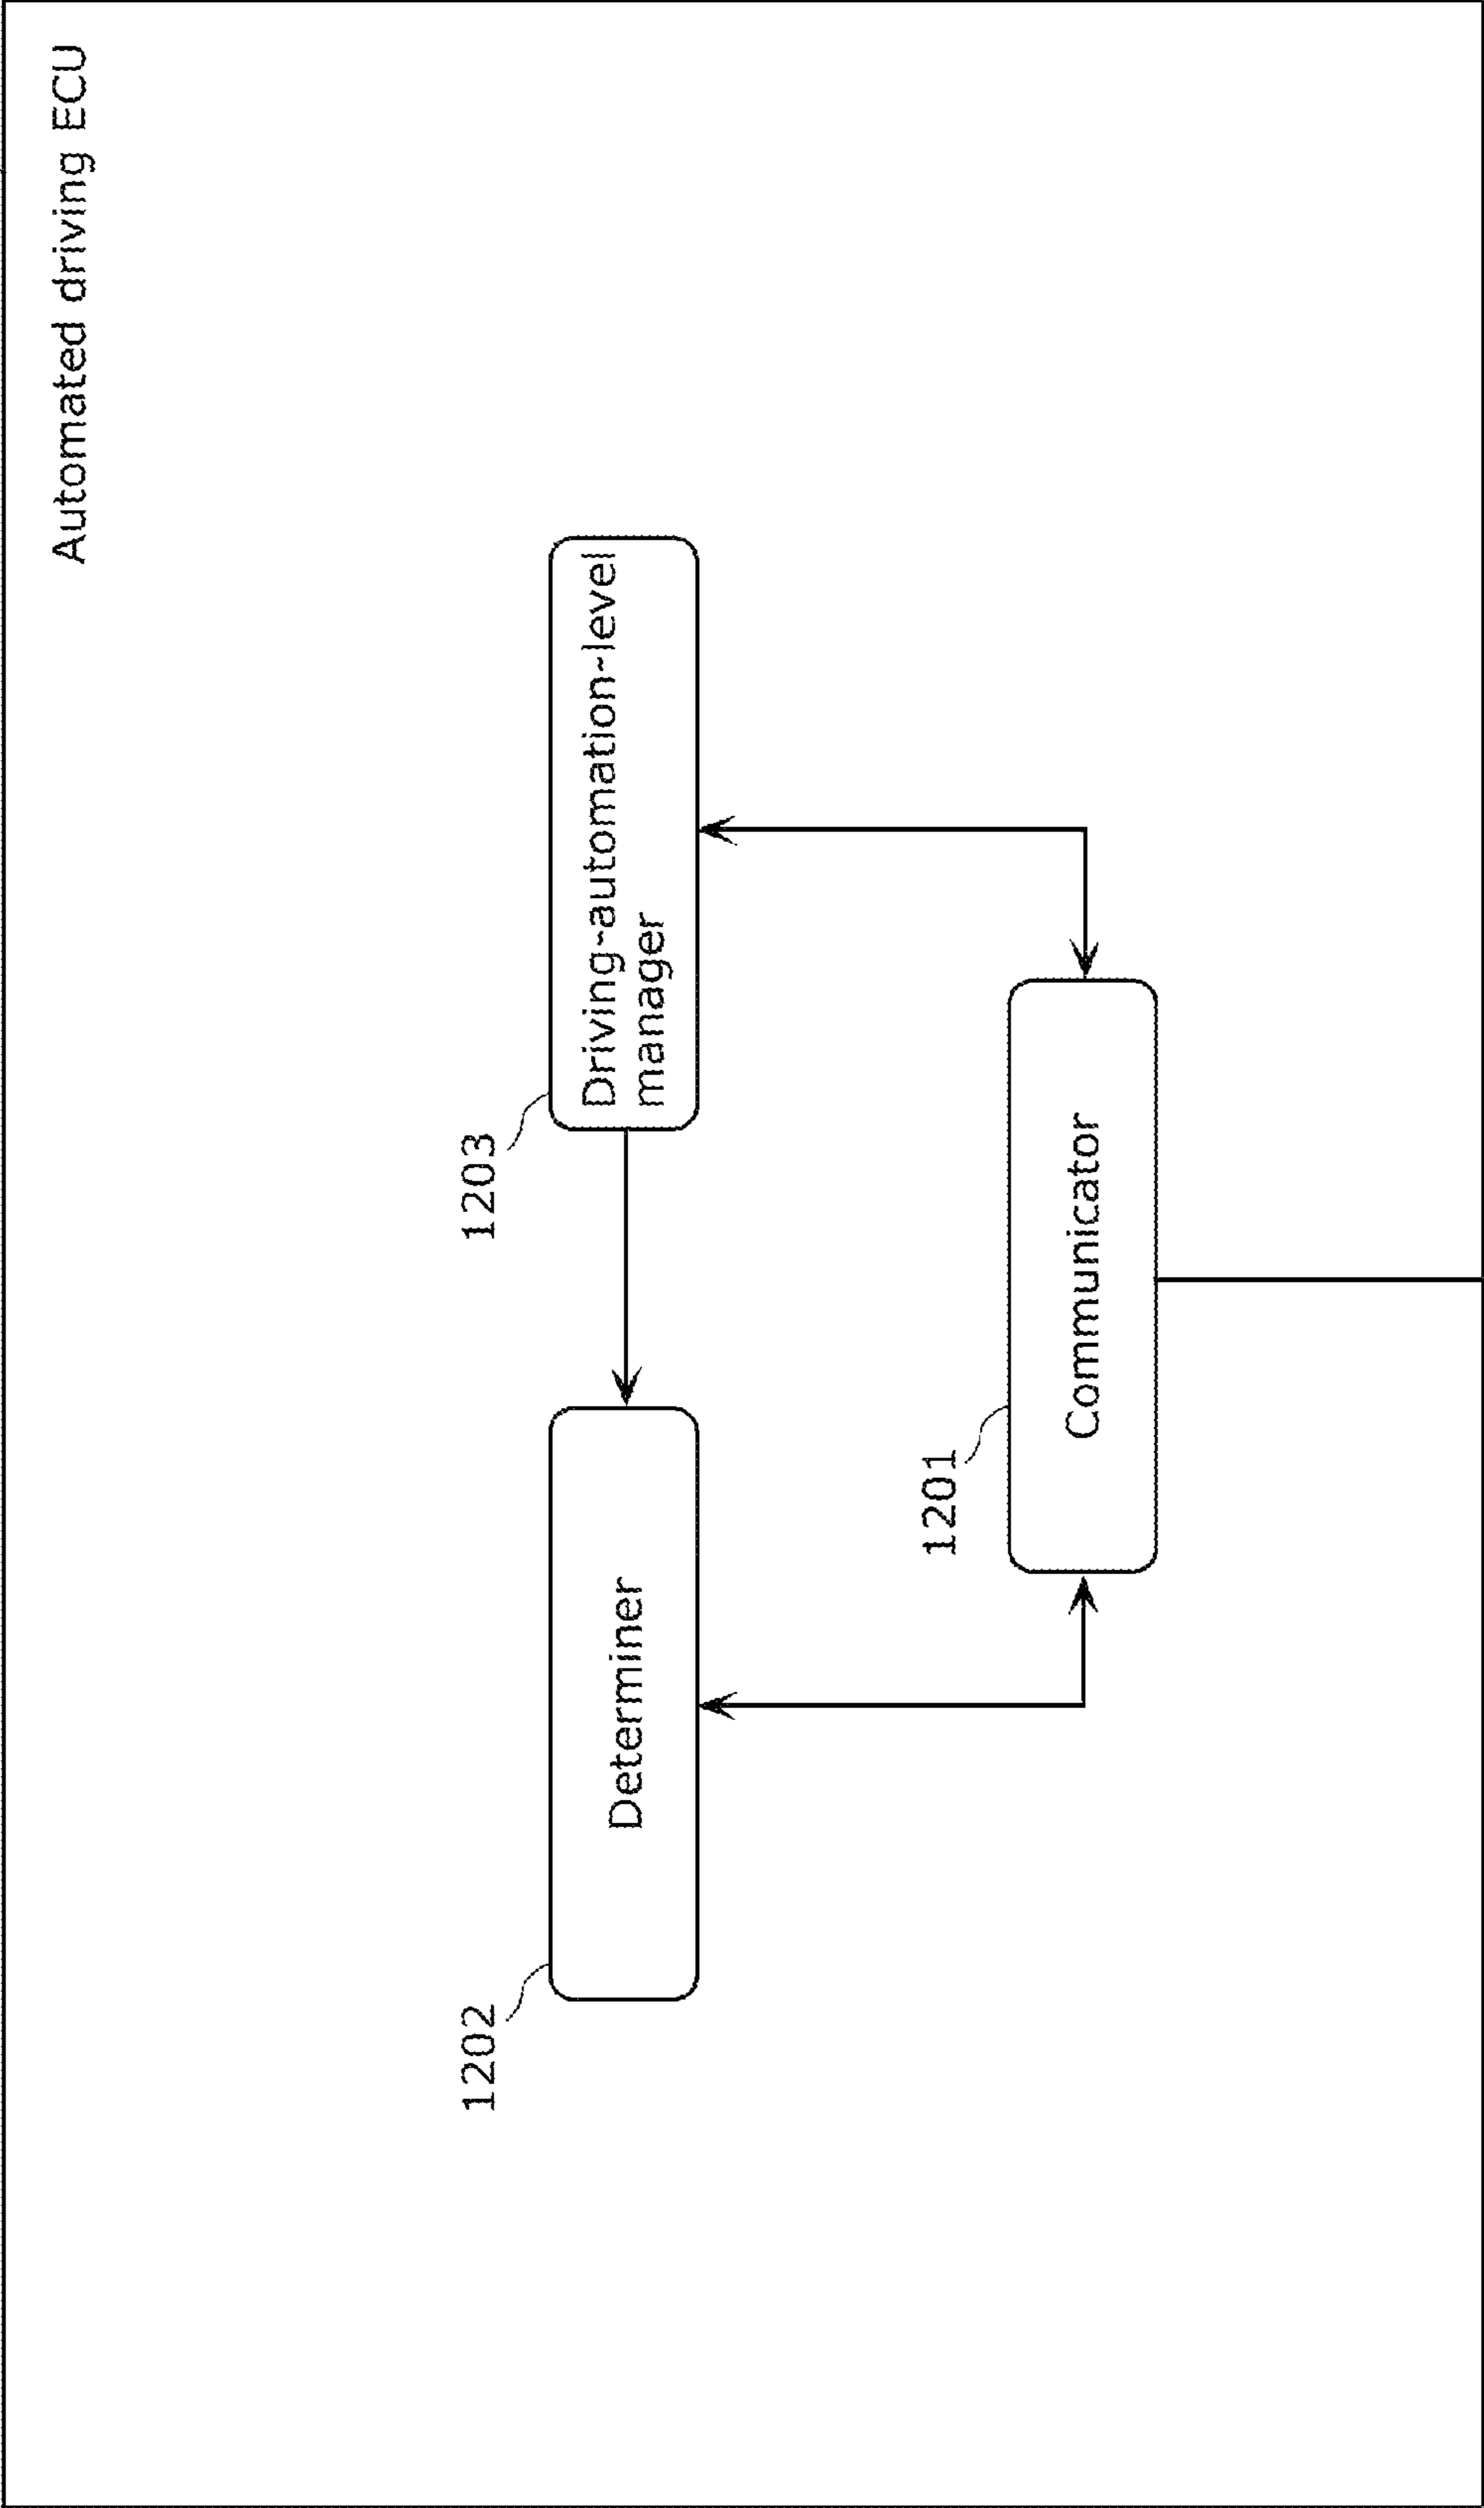 Automated driving ECU
1202
Determiner
1203
Driving-automation-level
manager
1201
Communicator